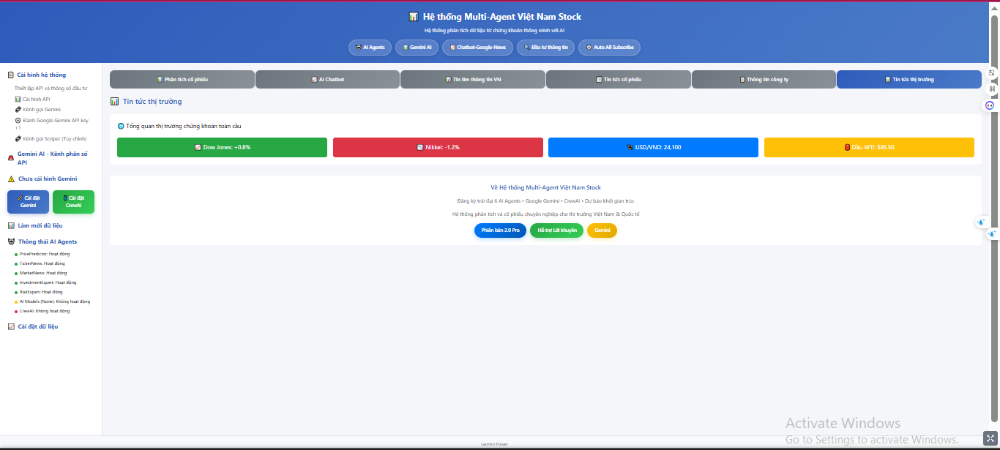 Hệ thống Multi-Agent Việt Nam Stock
Hệ thống phân tích dữ liệu từ chứng khoán thông minh với AI
AI Agents
Gemini AI
Chatbot-Google-News
Đầu tư thông tin
Auto All Subscribe
Cài hình hệ thống
Thiết lập API và thông số đầu tư
Cài hình API
Kênh gọi Gemini
Đánh Google Gemini API key
+1
Kênh gọi Scriper (Tùy chỉnh)
Gemini AI - Kênh phân số
API
Chưa cài hình Gemini
Cài đặt
Gemini
Cài đặt
CrewAI
Làm mới dữ liệu
Thông thái AI Agents
PricePredictor: Hoạt động
TickerNews: Hoạt động
MarketNews: Hoạt động
InvestmentExpert: Hoạt động
RiskExpert: Hoạt động
AI Models (None): Không hoạt động
CrewAI: Không hoạt động
Cài đặt dữ liệu
Phân tích cổ phiếu
AI Chatbot
Tin tìm thông tin VN
Tin tức cổ phiếu
Thông tin công ty
Tin tức thị trường
Tin tức thị trường
Tổng quan thị trường chứng khoán toàn cầu
Dow Jones: +0.8%
Nikkei: -1.2%
USD/VND: 24,100
Dầu WTI: $85.50
Về Hệ thống Multi-Agent Việt Nam Stock
Đăng ký trải đại 6 AI Agents • Google Gemini • CrewAI • Dự báo khối gian trúc
Hệ thống phân tích và cổ phiếu chuyên nghiệp cho thị trường Việt Nam & Quốc tế
Phiên bản 2.0 Pro
Hỗ trợ Lời khuyên
Gemini
Activate Windows
Go to Settings to activate Windows.
Gemini Power